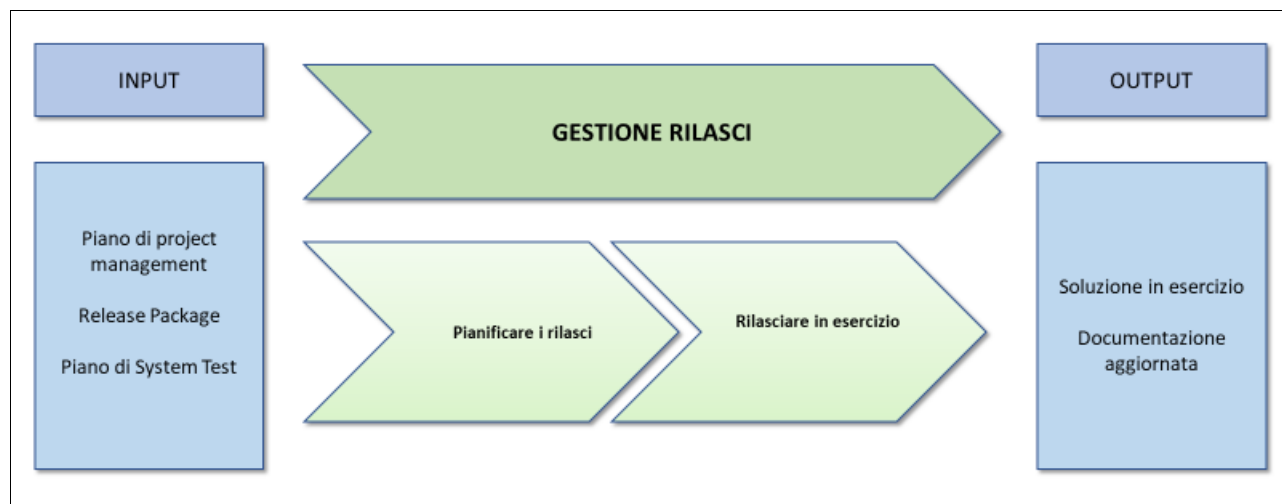 INPUT
GESTIONE RILASCI
OUTPUT
Piano di project
management
Release Package
Piano di System Test
Pianificare i rilasci
Rilasciare in esercizio
Soluzione in esercizio
Documentazione
aggiornata